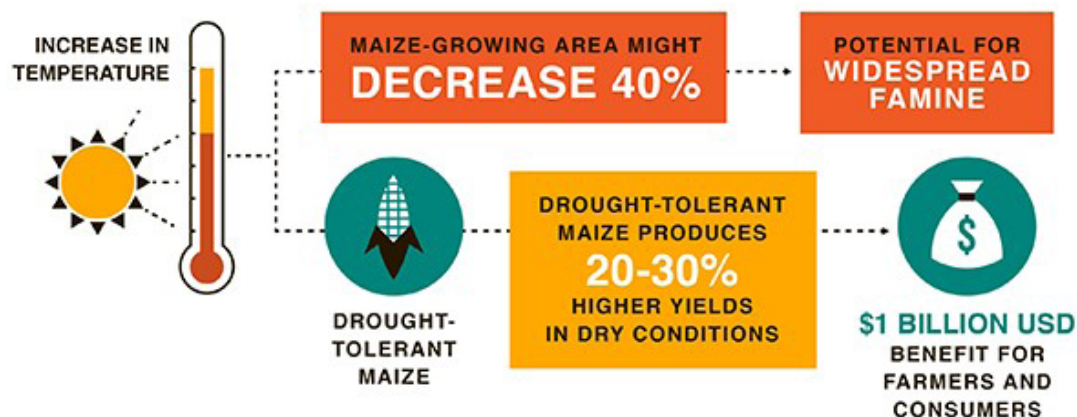 INCREASE IN
TEMPERATURE
MAIZE-GROWING AREA MIGHT
DECREASE 40%
POTENTIAL FOR
WIDESPREAD
FAMINE
DROUGHT-
TOLERANT
MAIZE
DROUGHT-TOLERANT
MAIZE PRODUCES
20-30%
HIGHER YIELDS
IN DRY CONDITIONS
$
$1 BILLION USD
BENEFIT FOR
FARMERS AND
CONSUMERS